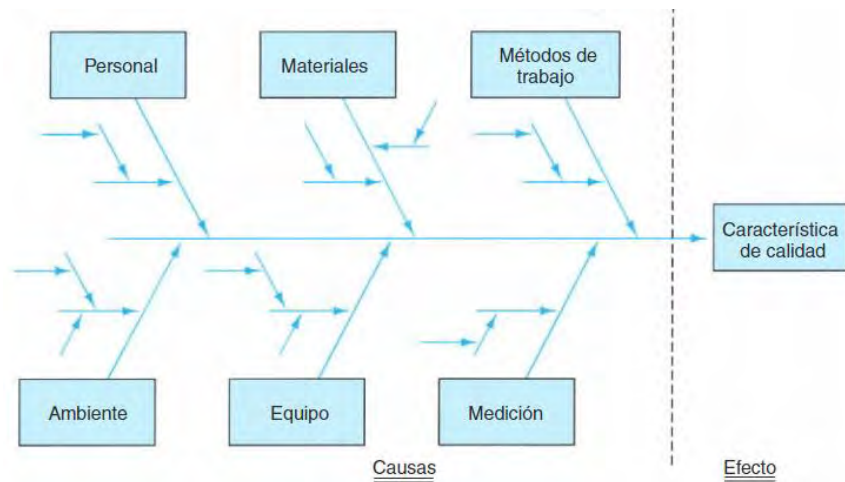 Personal
Materiales
Métodos de
trabajo
Característica
de calidad
Ambiente
Equipo
Medición
Causas
Efecto